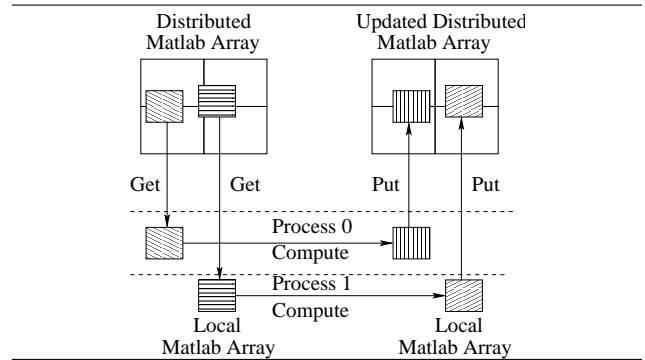 Distributed
Matlab Array
Updated Distributed
Matlab Array
Get
Get
Put
Put
Process 0
Compute
Process 1
Compute
Local
Matlab Array
Local
Matlab Array